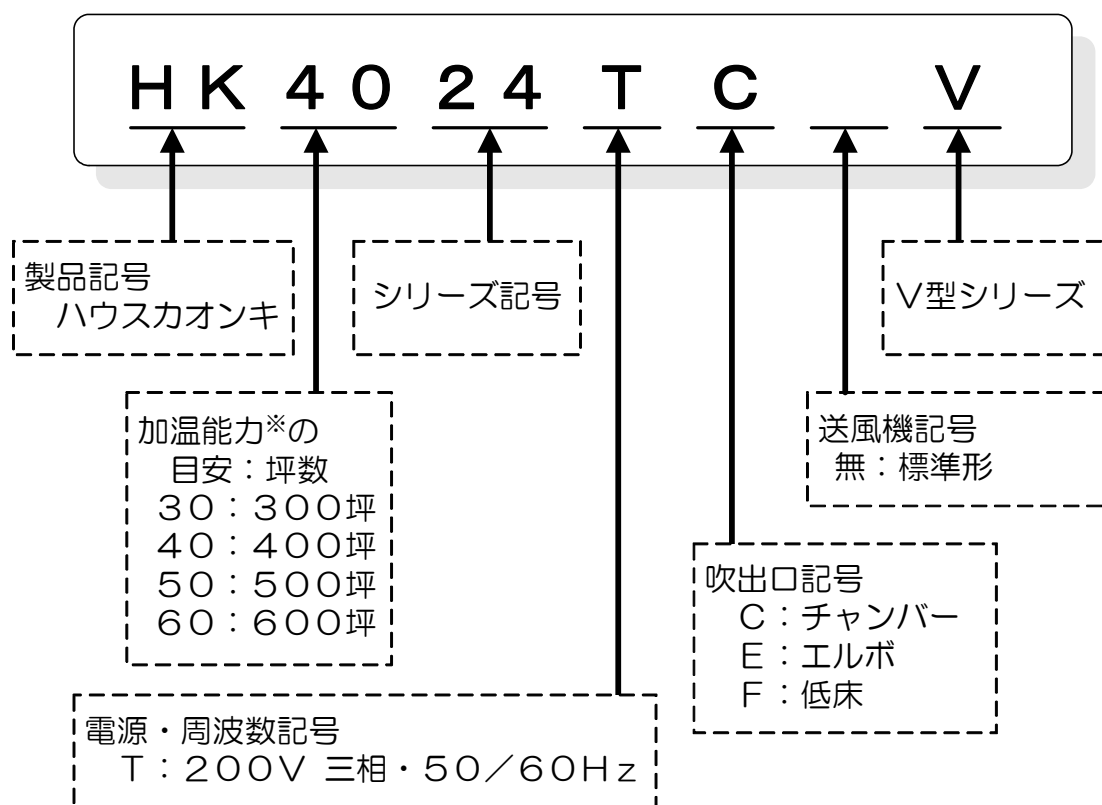 ＨＫ４０２４ＴＣ　Ｖ
製品記号
ハウスカオンキ
シリーズ記号
Ｖ型シリーズ
加温能力※の
目安：坪数
３０：３００坪
４０：４００坪
５０：５００坪
６０：６００坪
送風機記号
無：標準形
吹出口記号
Ｃ：チャンバー
Ｅ：エルボ
Ｆ：低床
電源・周波数記号
Ｔ：２００Ｖ 三相・５０／６０Ｈｚ